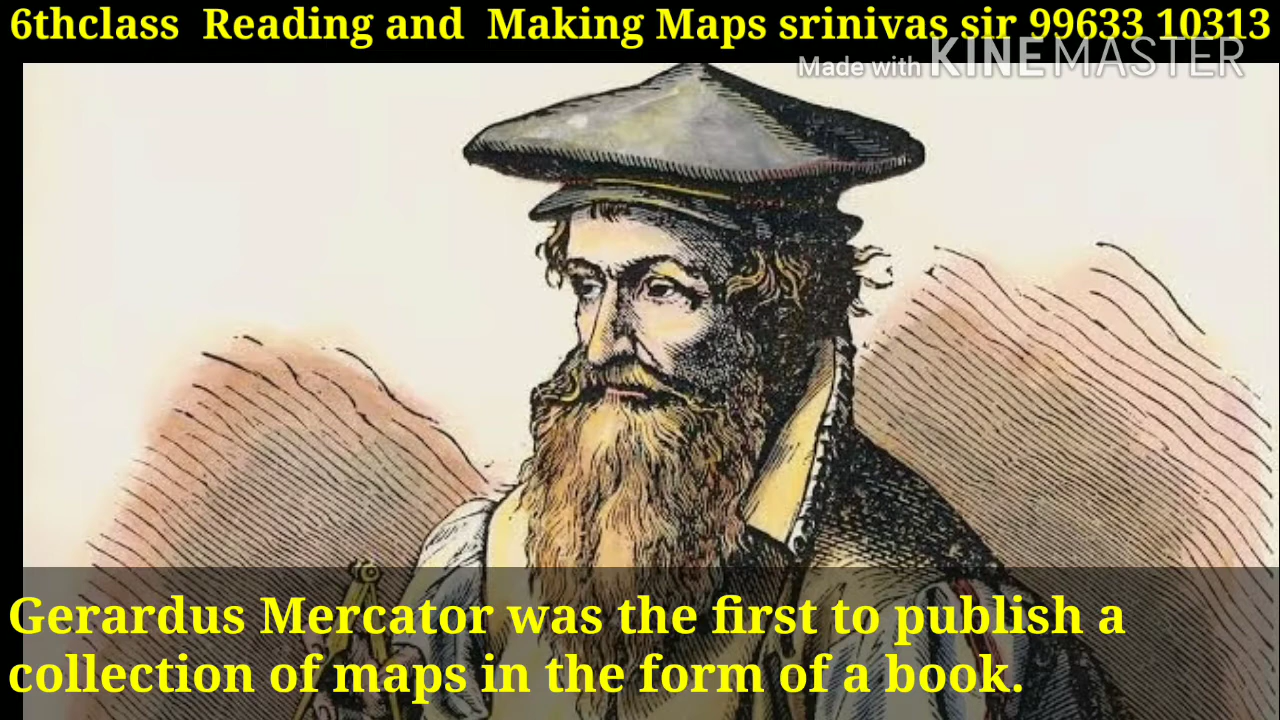 6thclass Reading and Making Maps srinivas sir 99633 10313
Made with KINEMASTER
Gerardus Mercator was the first to publish a
collection of maps in the form of a book.